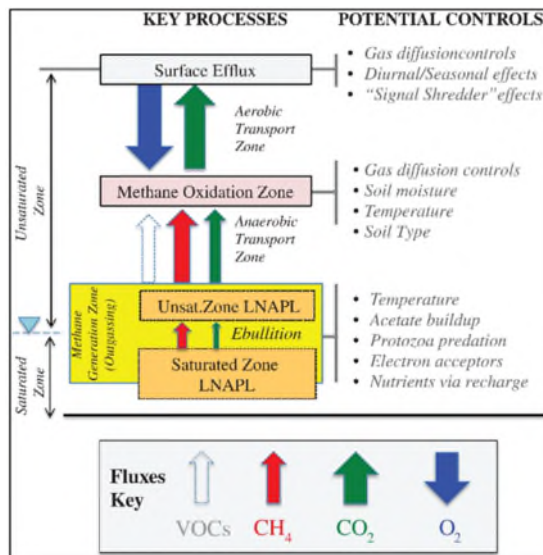 KEY PROCESSES
POTENTIAL CONTROLS
Surface Efflux
• Gas diffusioncontrols
• Diurnal/Seasonal effects
• “Signal Shredder”effects
Aerobic
Transport
Zone
Unsaturated
Zone
Methane Oxidation Zone
• Gas diffusion controls
• Soil moisture
• Temperature
• Soil Type
Anaerobic
Transport
Zone
Methane
Generation Zone
(Outgassing)
Unsat.Zone LNAPL
Ebullition
Saturated Zone
LNAPL
• Temperature
• Acetate buildup
• Protozoa predation
• Electron acceptors
• Nutrients via recharge
Saturated
Zone
Fluxes
Key
VOCs
CH4
CO2
O2